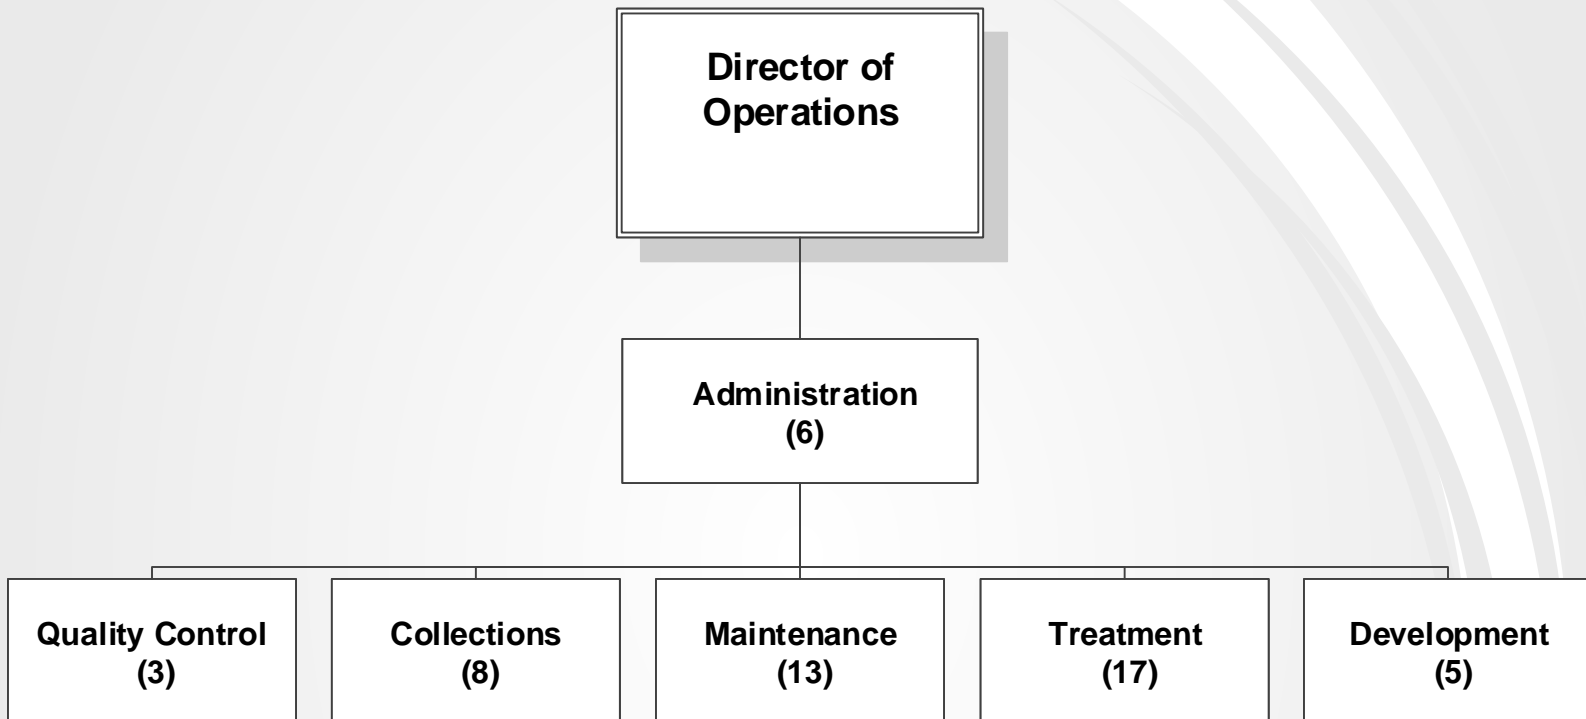 Director of
Operations
Administration
(6)
Quality Control
(3)
Collections
(8)
Maintenance
(13)
Treatment
(17)
Development
(5)